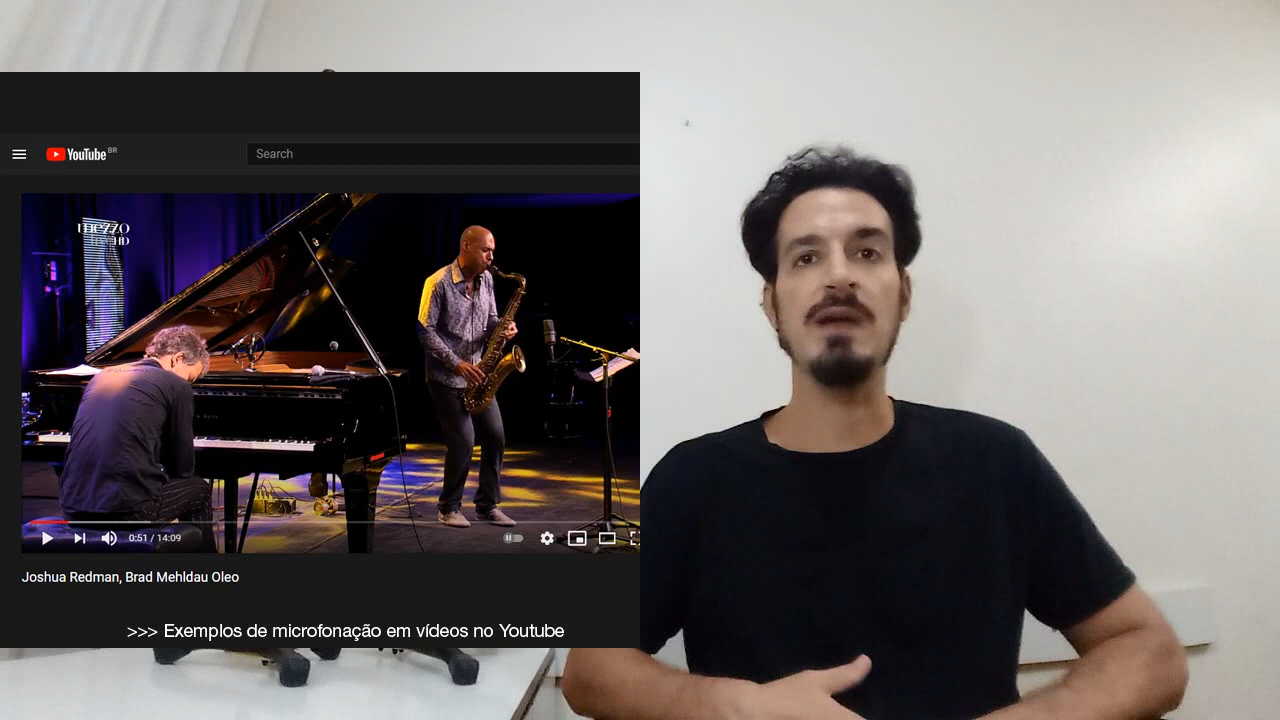 YouTube BR
Search
mezzo
HD
0:51 / 14:09
Joshua Redman, Brad Mehldau Oleo
>>> Exemplos de microfonação em vídeos no Youtube